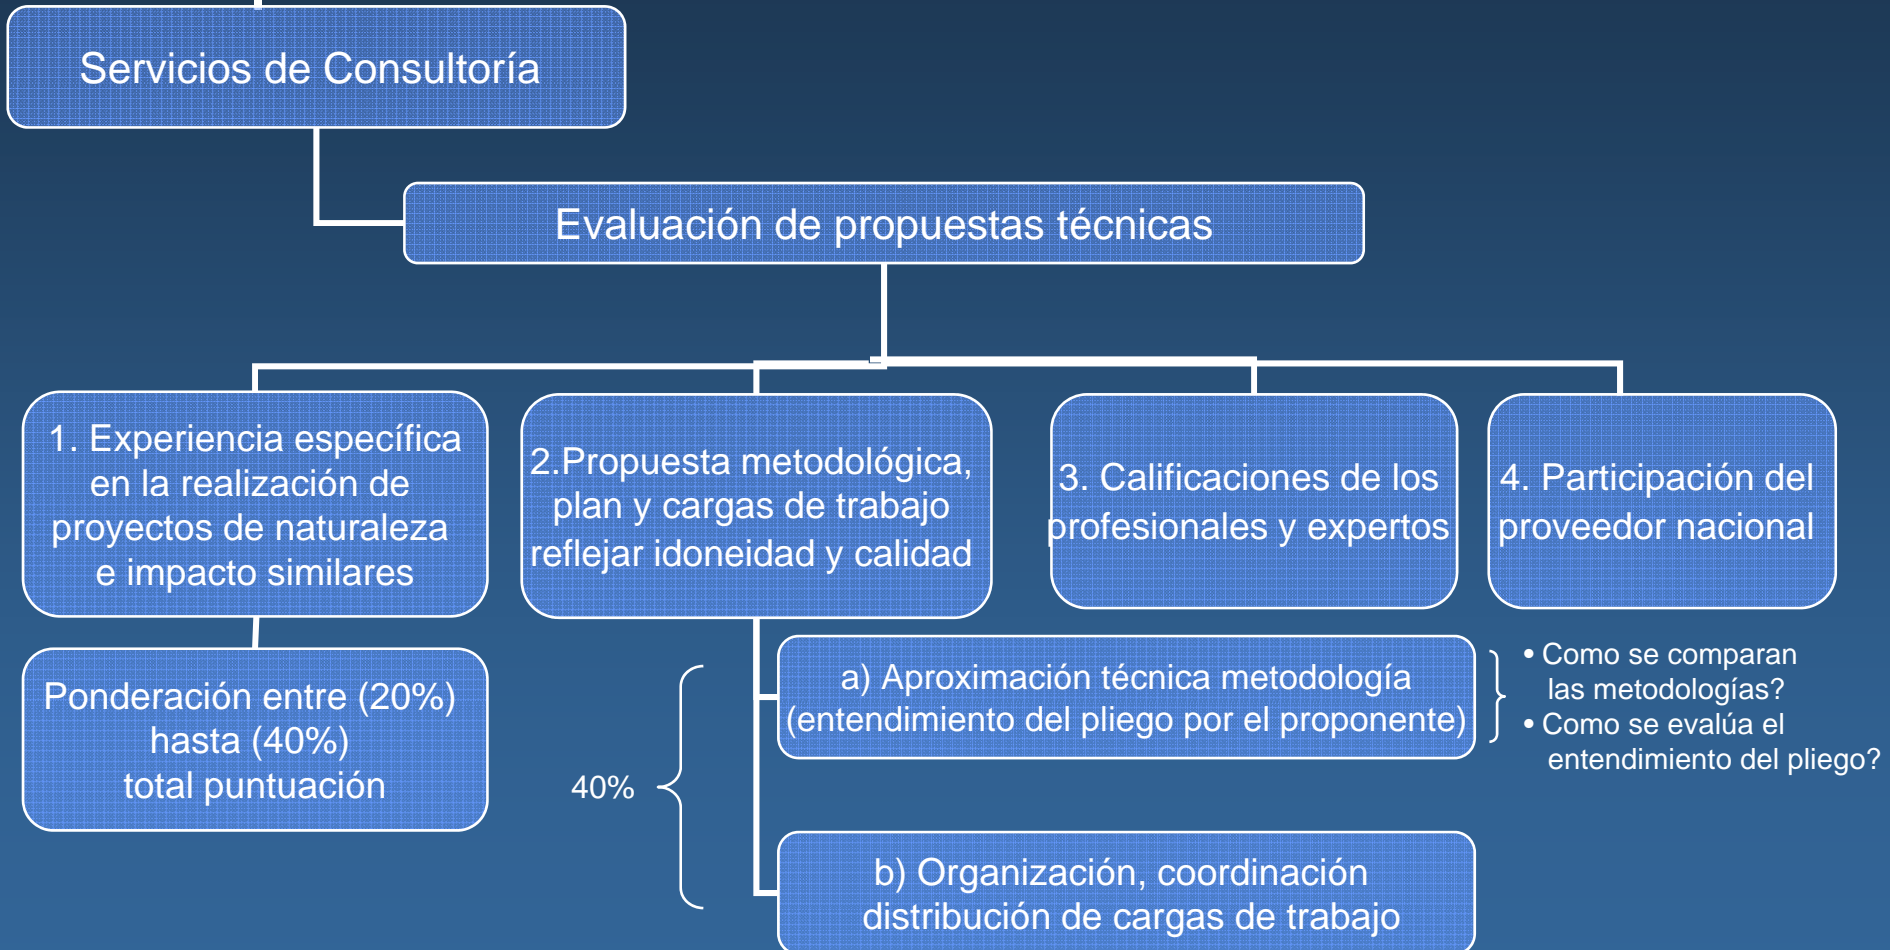 Servicios de Consultoría
Evaluación de propuestas técnicas
1. Experiencia específica
en la realización de
proyectos de naturaleza
e impacto similares
2.Propuesta metodológica,
plan y cargas de trabajo
reflejar idoneidad y calidad
3. Calificaciones de los
profesionales y expertos
4. Participación del
proveedor nacional
Ponderación entre (20%)
hasta (40%)
total puntuación
40%
a) Aproximación técnica metodología
(entendimiento del pliego por el proponente)
• Como se comparan
las metodologías?
• Como se evalúa el
entendimiento del pliego?
b) Organización, coordinación
distribución de cargas de trabajo